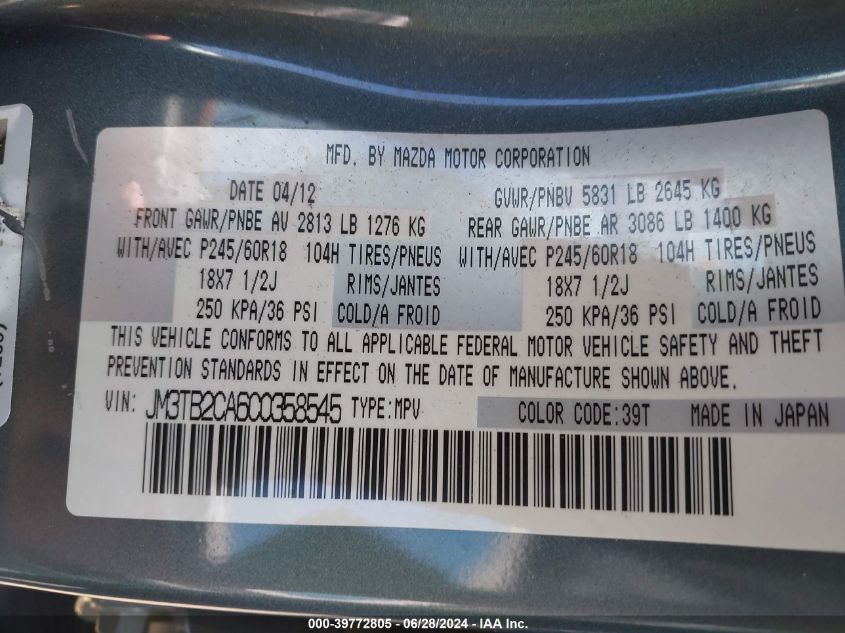 MFD. BY MAZDA MOTOR CORPORATION
DATE 04/12 GVWR/PNBV 5831 LB 2645 KG
FRONT GAWR/PNBE AV 2813 LB 1276 KG REAR GAWR/PNBE AR 3086 LB 1400 KG
WITH/AVEC P245/60R18 104H TIRES/PNEUS WITH/AVEC P245/60R18 104H TIRES/PNEUS
18X7 1/2J RIMS/JANTES 18X7 1/2J RIMS/JANTES
250 KPA/36 PSI COLD/A FROID 250 KPA/36 PSI COLD/A FROID
THIS VEHICLE CONFORMS TO ALL APPLICABLE FEDERAL MOTOR VEHICLE SAFETY AND THEFT
PREVENTION STANDARDS IN EFFECT ON THE DATE OF MANUFACTURE SHOWN ABOVE.
VIN: JM3TB2CA6C0358545 TYPE:MPV COLOR CODE:39T MADE IN JAPAN
000-39772805 - 06/28/2024 - IAA Inc.